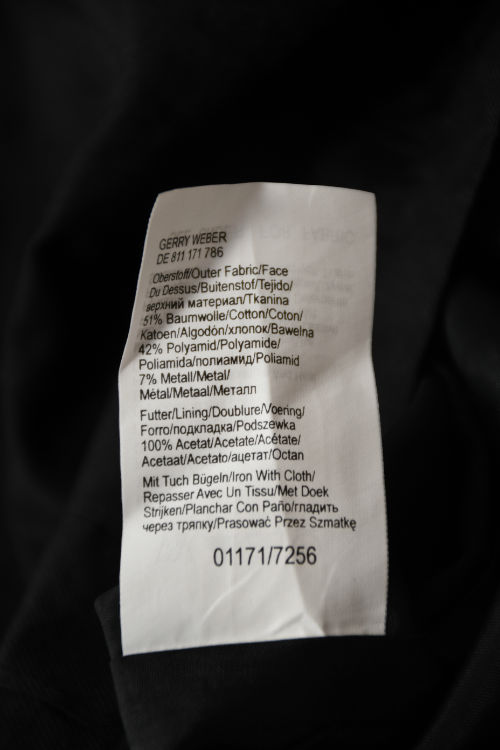 GERRY WEBER
DE 811 171 786
Oberstoff/Outer Fabric/Face
Du Dessus/Buitenstof/Tejido/
верхний материал/Tkanina
51% Baumwolle/Cotton/Coton/
Katoen/Algodón/хлопок/Bawełna
42% Polyamid/Polyamide/
Poliamida/полиамид/Poliamid
7% Metall/Metal/
Métal/Metaal/Металл
Futter/Lining/Doublure/Voering/
Forro/подкладка/Podszewka
100% Acetat/Acetate/Acétate/
Acetaat/Acetato/ацетат/Octan
Mit Tuch Bügeln/Iron With Cloth/
Repasser Avec Un Tissu/Met Doek
Strijken/Planchar Con Paño/гладить
через тряпку/Prasować Przez Szmatkę
01171/7256